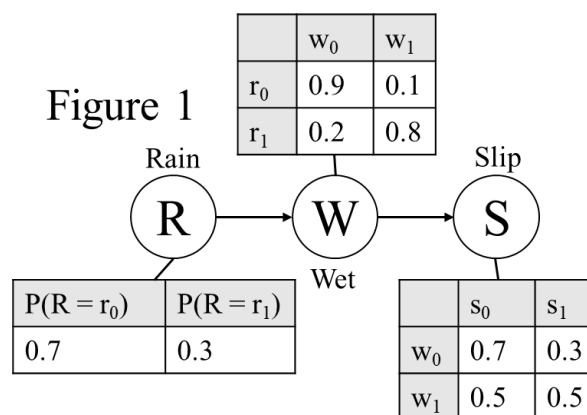 w₀ w₁
r₀ 0.9 0.1
r₁ 0.2 0.8
Figure 1
Rain
Slip
R
W
S
Wet
P(R = r₀) P(R = r₁)
0.7 0.3
s₀ s₁
w₀ 0.7 0.3
w₁ 0.5 0.5